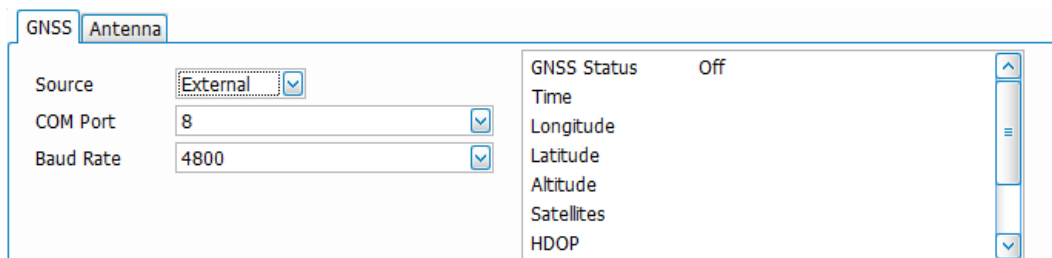 GNSS Antenna
Source External
COM Port 8
Baud Rate 4800
GNSS Status Off
Time
Longitude
Latitude
Altitude
Satellites
HDOP